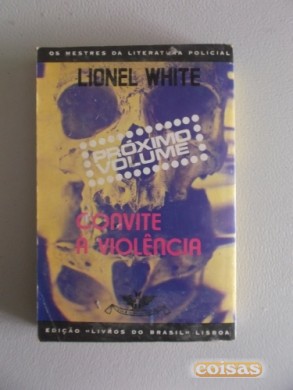 OS MESTRES DA LITERATURA POLICIAL
LIONEL WHITE
PRÓXIMO
VOLUME
CONVITE
À VIOLÊNCIA
EDIÇÃO «LIVROS DO BRASIL» LISBOA
coisas